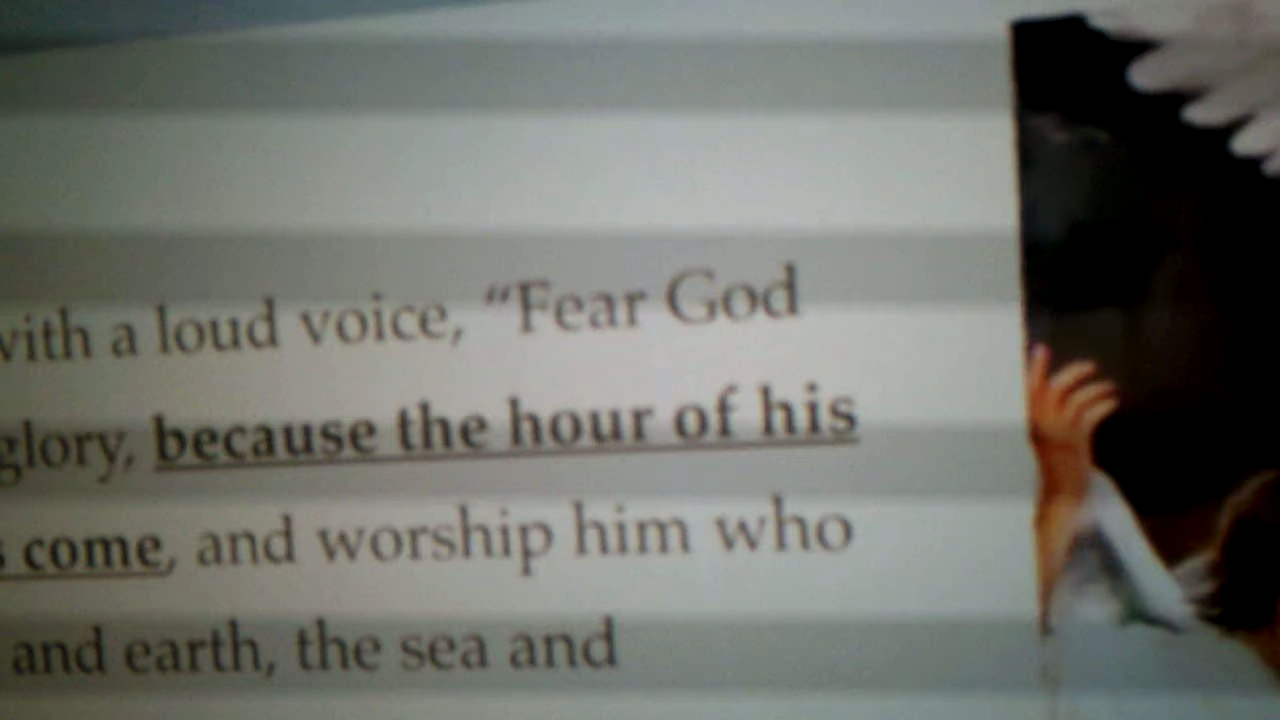 with a loud voice, “Fear God
glory, because the hour of his
come, and worship him who
and earth, the sea and